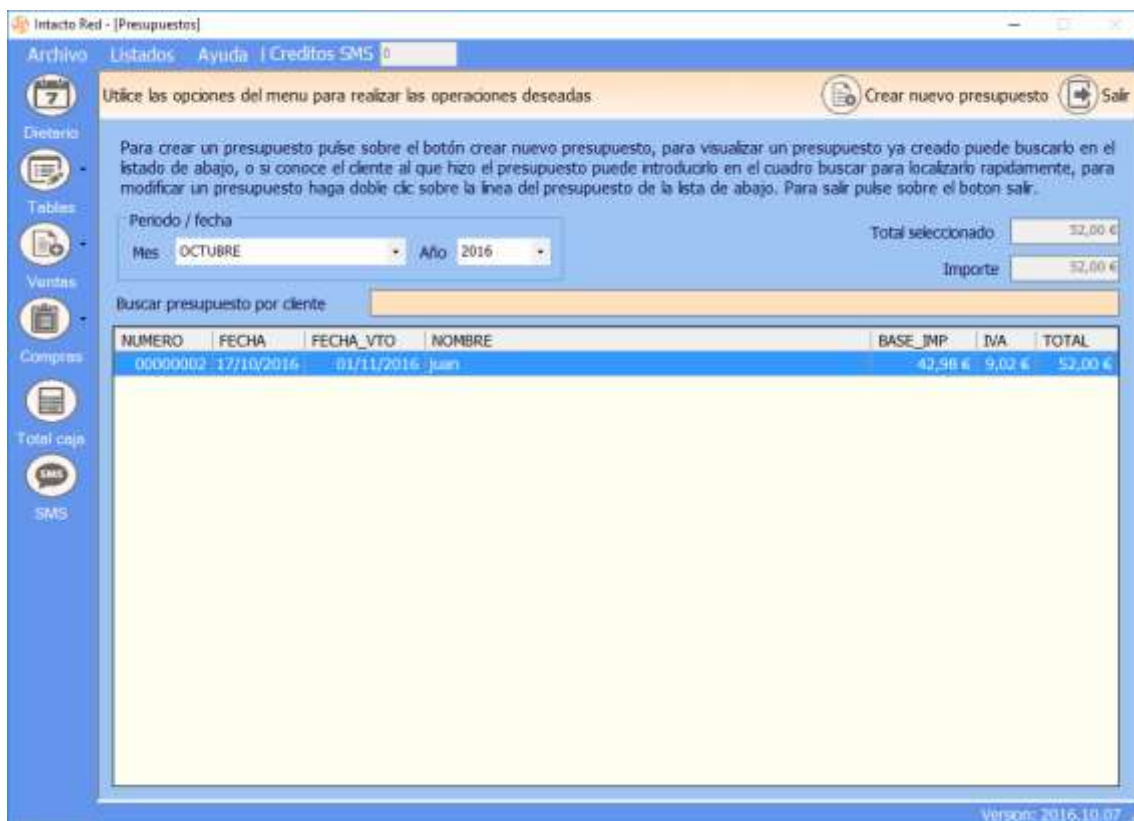 Intacto Red - [Presupuestos]
Archivo Listados Ayuda | Creditos SMS 0
7
Utilice las opciones del menu para realizar las operaciones deseadas
Crear nuevo presupuesto
Salir
Dietario
Tablas
Ventas
Compras
Total caja
SMS
SMS
Para crear un presupuesto pulse sobre el botón crear nuevo presupuesto, para visualizar un presupuesto ya creado puede buscarlo en el
listado de abajo, o si conoce el cliente al que hizo el presupuesto puede introducirlo en el cuadro buscar para localizarlo rapidamente, para
modificar un presupuesto haga doble clic sobre la linea del presupuesto de la lista de abajo. Para salir pulse sobre el boton salir.
Periodo / fecha
Mes OCTUBRE Año 2016
Total seleccionado 52,00 €
Importe 52,00 €
Buscar presupuesto por cliente
NUMERO FECHA FECHA_VTO NOMBRE BASE_IMP IVA TOTAL
00000002 17/10/2016 01/11/2016 juan 42,98 € 9,02 € 52,00 €
Version: 2016.10.07